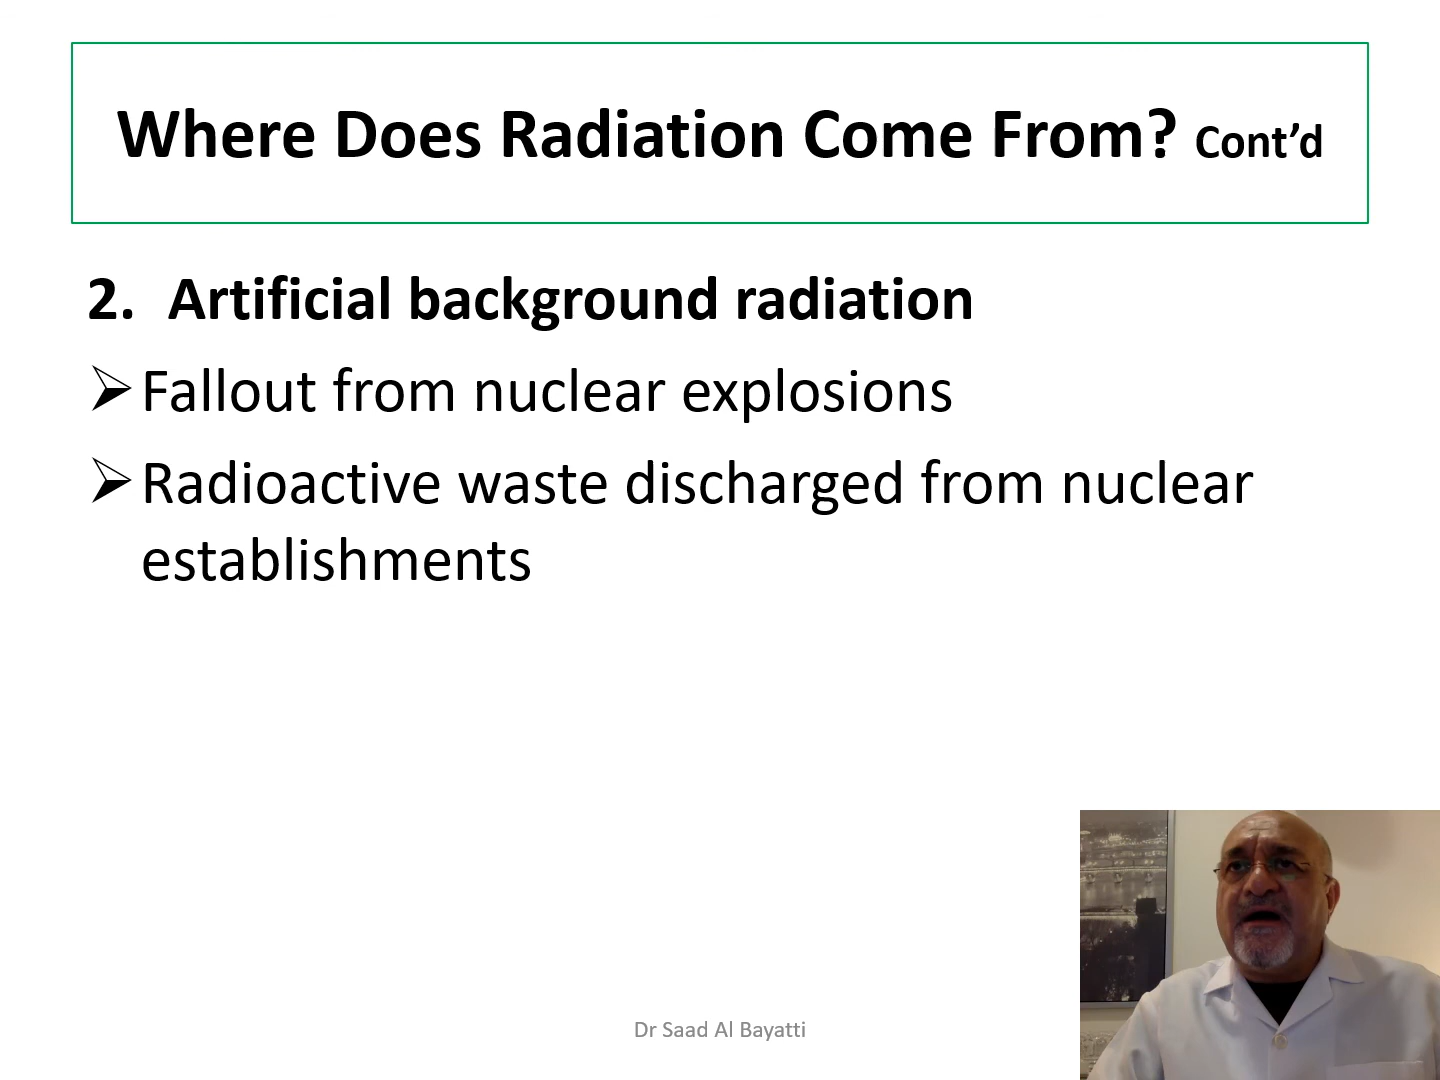 Where Does Radiation Come From? Cont’d
2. Artificial background radiation
➢Fallout from nuclear explosions
➢Radioactive waste discharged from nuclear
establishments
Dr Saad Al Bayatti